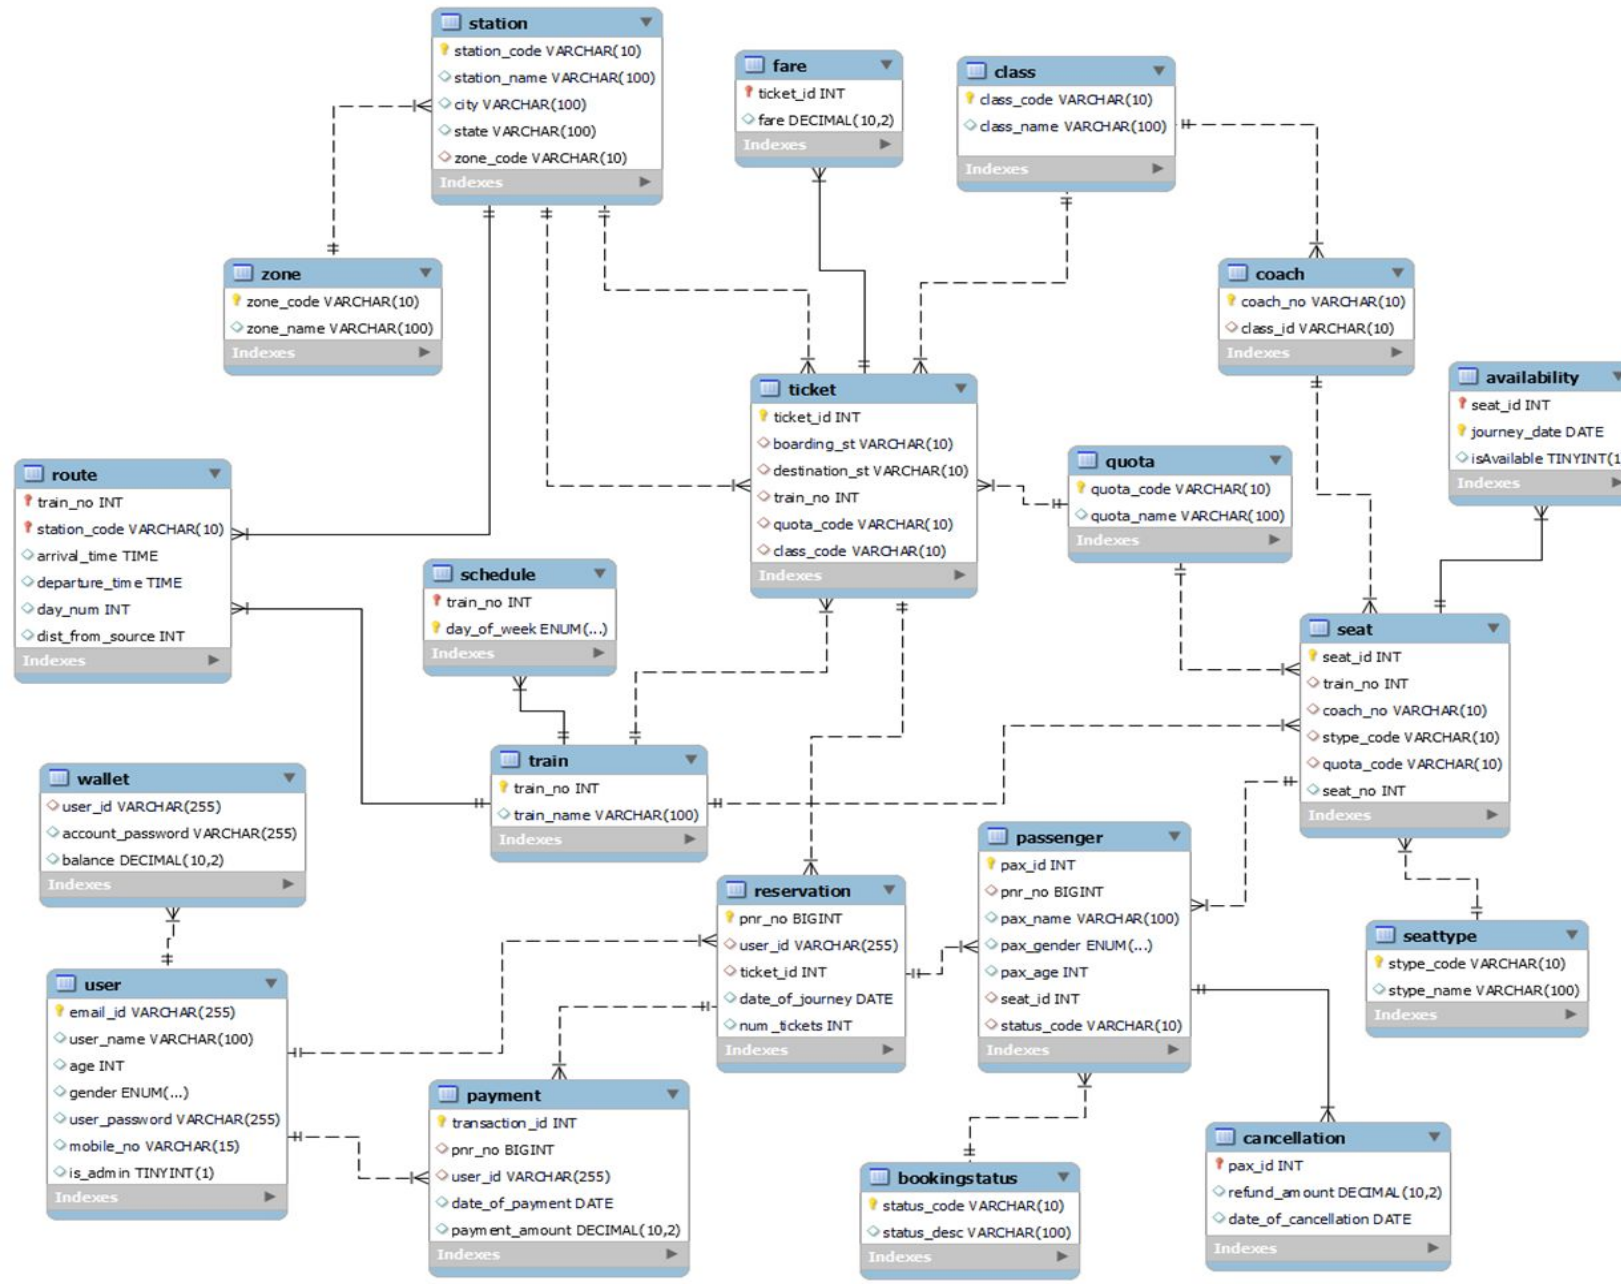 station
station_code VARCHAR(10)
station_name VARCHAR(100)
city VARCHAR(100)
state VARCHAR(100)
zone_code VARCHAR(10)
Indexes
fare
ticket_id INT
fare DECIMAL(10,2)
Indexes
class
class_code VARCHAR(10)
class_name VARCHAR(100)
Indexes
zone
zone_code VARCHAR(10)
zone_name VARCHAR(100)
Indexes
coach
coach_no VARCHAR(10)
class_id VARCHAR(10)
Indexes
ticket
ticket_id INT
boarding_st VARCHAR(10)
destination_st VARCHAR(10)
train_no INT
quota_code VARCHAR(10)
class_code VARCHAR(10)
Indexes
availability
seat_id INT
journey_date DATE
isAvailable TINYINT(1
Indexes
route
train_no INT
station_code VARCHAR(10)
arrival_time TIME
departure_time TIME
day_num INT
dist_from_source INT
Indexes
quota
quota_code VARCHAR(10)
quota_name VARCHAR(100)
Indexes
schedule
train_no INT
day_of_week ENUM(...)
Indexes
seat
seat_id INT
train_no INT
coach_no VARCHAR(10)
stype_code VARCHAR(10)
quota_code VARCHAR(10)
seat_no INT
Indexes
train
train_no INT
train_name VARCHAR(100)
Indexes
wallet
user_id VARCHAR(255)
account_password VARCHAR(255)
balance DECIMAL(10,2)
Indexes
passenger
pax_id INT
pnr_no BIGINT
pax_name VARCHAR(100)
pax_gender ENUM(...)
pax_age INT
seat_id INT
status_code VARCHAR(10)
Indexes
reservation
pnr_no BIGINT
user_id VARCHAR(255)
ticket_id INT
date_of_journey DATE
num_tickets INT
Indexes
seattype
stype_code VARCHAR(10)
stype_name VARCHAR(100)
Indexes
user
email_id VARCHAR(255)
user_name VARCHAR(100)
age INT
gender ENUM(...)
user_password VARCHAR(255)
mobile_no VARCHAR(15)
is_admin TINYINT(1)
Indexes
payment
transaction_id INT
pnr_no BIGINT
user_id VARCHAR(255)
date_of_payment DATE
payment_amount DECIMAL(10,2)
Indexes
bookingstatus
status_code VARCHAR(10)
status_desc VARCHAR(100)
Indexes
cancellation
pax_id INT
refund_amount DECIMAL(10,2)
date_of_cancellation DATE
Indexes